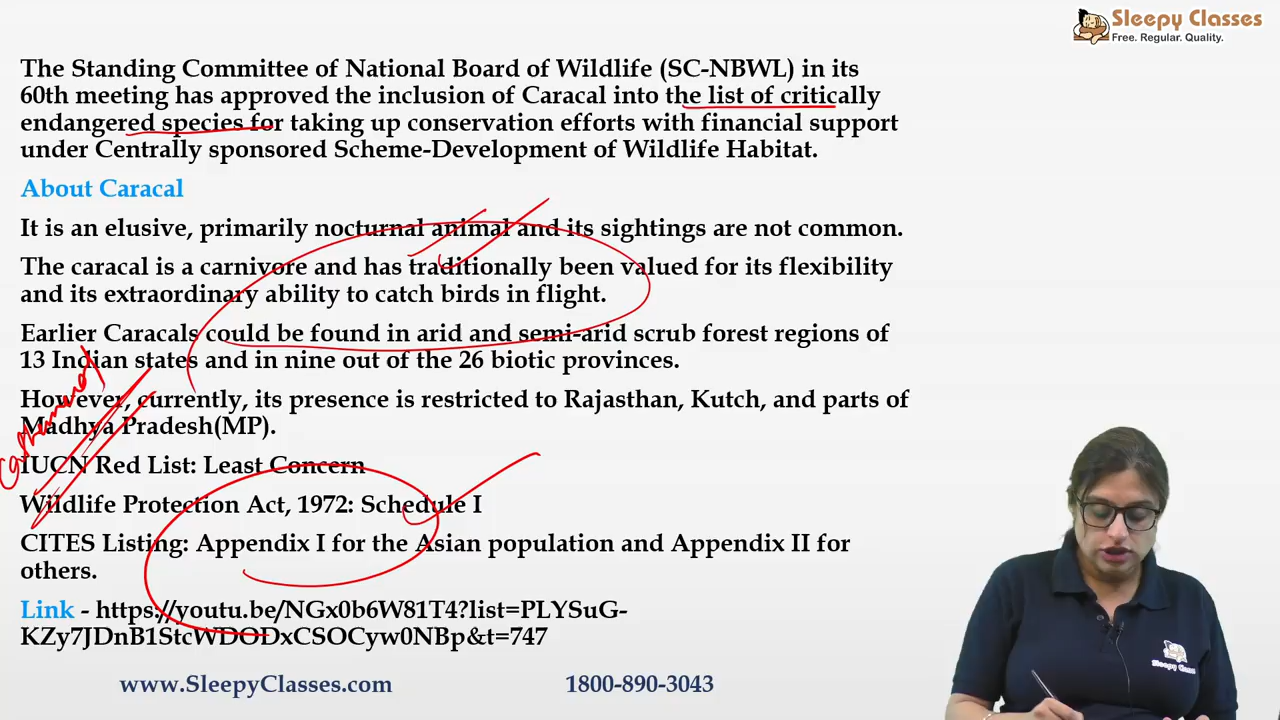 Sleepy Classes
Free. Regular. Quality.
The Standing Committee of National Board of Wildlife (SC-NBWL) in its
60th meeting has approved the inclusion of Caracal into the list of critically
endangered species for taking up conservation efforts with financial support
under Centrally sponsored Scheme-Development of Wildlife Habitat.
About Caracal
It is an elusive, primarily nocturnal animal and its sightings are not common.
The caracal is a carnivore and has traditionally been valued for its flexibility
and its extraordinary ability to catch birds in flight.
Earlier Caracals could be found in arid and semi-arid scrub forest regions of
13 Indian states and in nine out of the 26 biotic provinces.
However, currently, its presence is restricted to Rajasthan, Kutch, and parts of
Madhya Pradesh(MP).
IUCN Red List: Least Concern
Wildlife Protection Act, 1972: Schedule I
CITES Listing: Appendix I for the Asian population and Appendix II for
others.
Link - https://youtu.be/NGx0b6W81T4?list=PLYSuG-
KZy7JDnB1StcWDODxCSOCyw0NBp&t=747
www.SleepyClasses.com
1800-890-3043